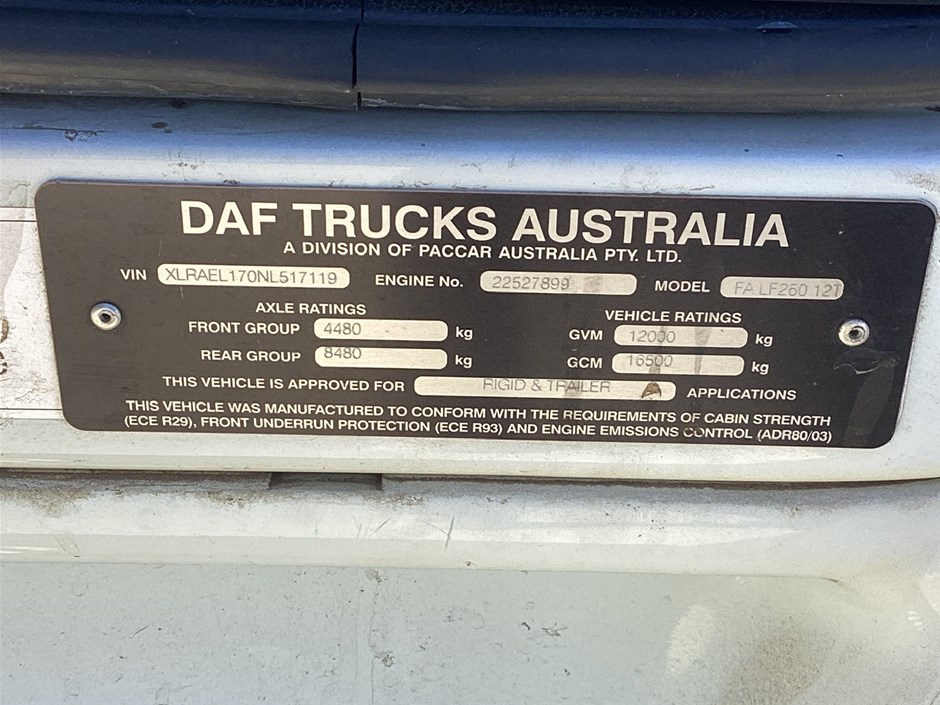 DAF TRUCKS AUSTRALIA
A DIVISION OF PACCAR AUSTRALIA PTY. LTD.
VIN XLRAEL170NL517119 ENGINE No. 22527899 MODEL FA LF260 12T
AXLE RATINGS VEHICLE RATINGS
FRONT GROUP 4480 kg GVM 12000 kg
REAR GROUP 8480 kg GCM 16500 kg
THIS VEHICLE IS APPROVED FOR RIGID & TRAILER APPLICATIONS
THIS VEHICLE WAS MANUFACTURED TO CONFORM WITH THE REQUIREMENTS OF CABIN STRENGTH
(ECE R29), FRONT UNDERRUN PROTECTION (ECE R93) AND ENGINE EMISSIONS CONTROL (ADR80/03)